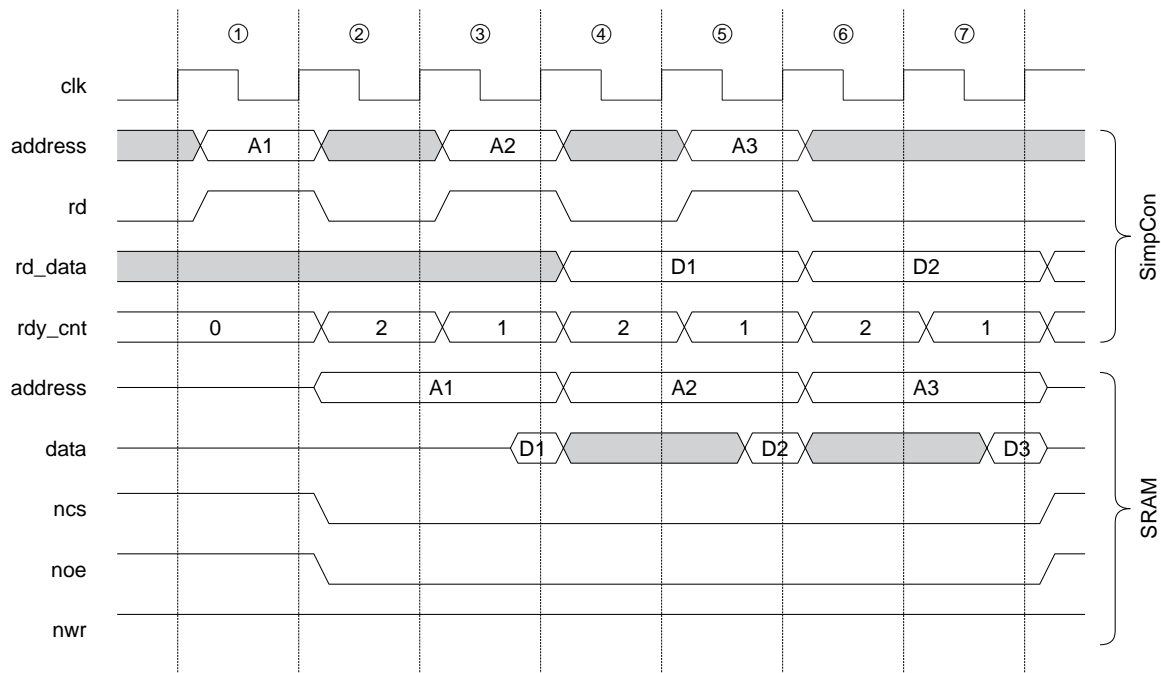 ① ② ③ ④ ⑤ ⑥ ⑦
clk
address A1 A2 A3
rd
rd_data D1 D2
rdy_cnt 0 2 1 2 1 2 1
SimpCon
address A1 A2 A3
data D1 D2 D3
ncs
noe
nwr
SRAM